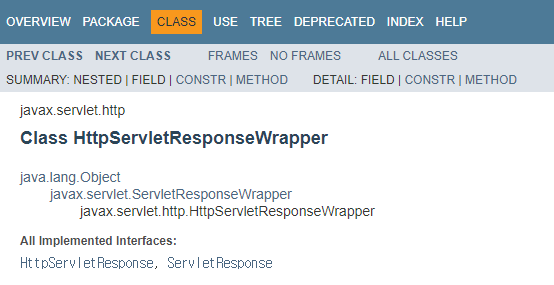 OVERVIEW PACKAGE CLASS USE TREE DEPRECATED INDEX HELP
PREV CLASS NEXT CLASS FRAMES NO FRAMES ALL CLASSES
SUMMARY: NESTED | FIELD | CONSTR | METHOD DETAIL: FIELD | CONSTR | METHOD
javax.servlet.http
Class HttpServletResponseWrapper
java.lang.Object
javax.servlet.ServletResponseWrapper
javax.servlet.http.HttpServletResponseWrapper
All Implemented Interfaces:
HttpServletResponse, ServletResponse